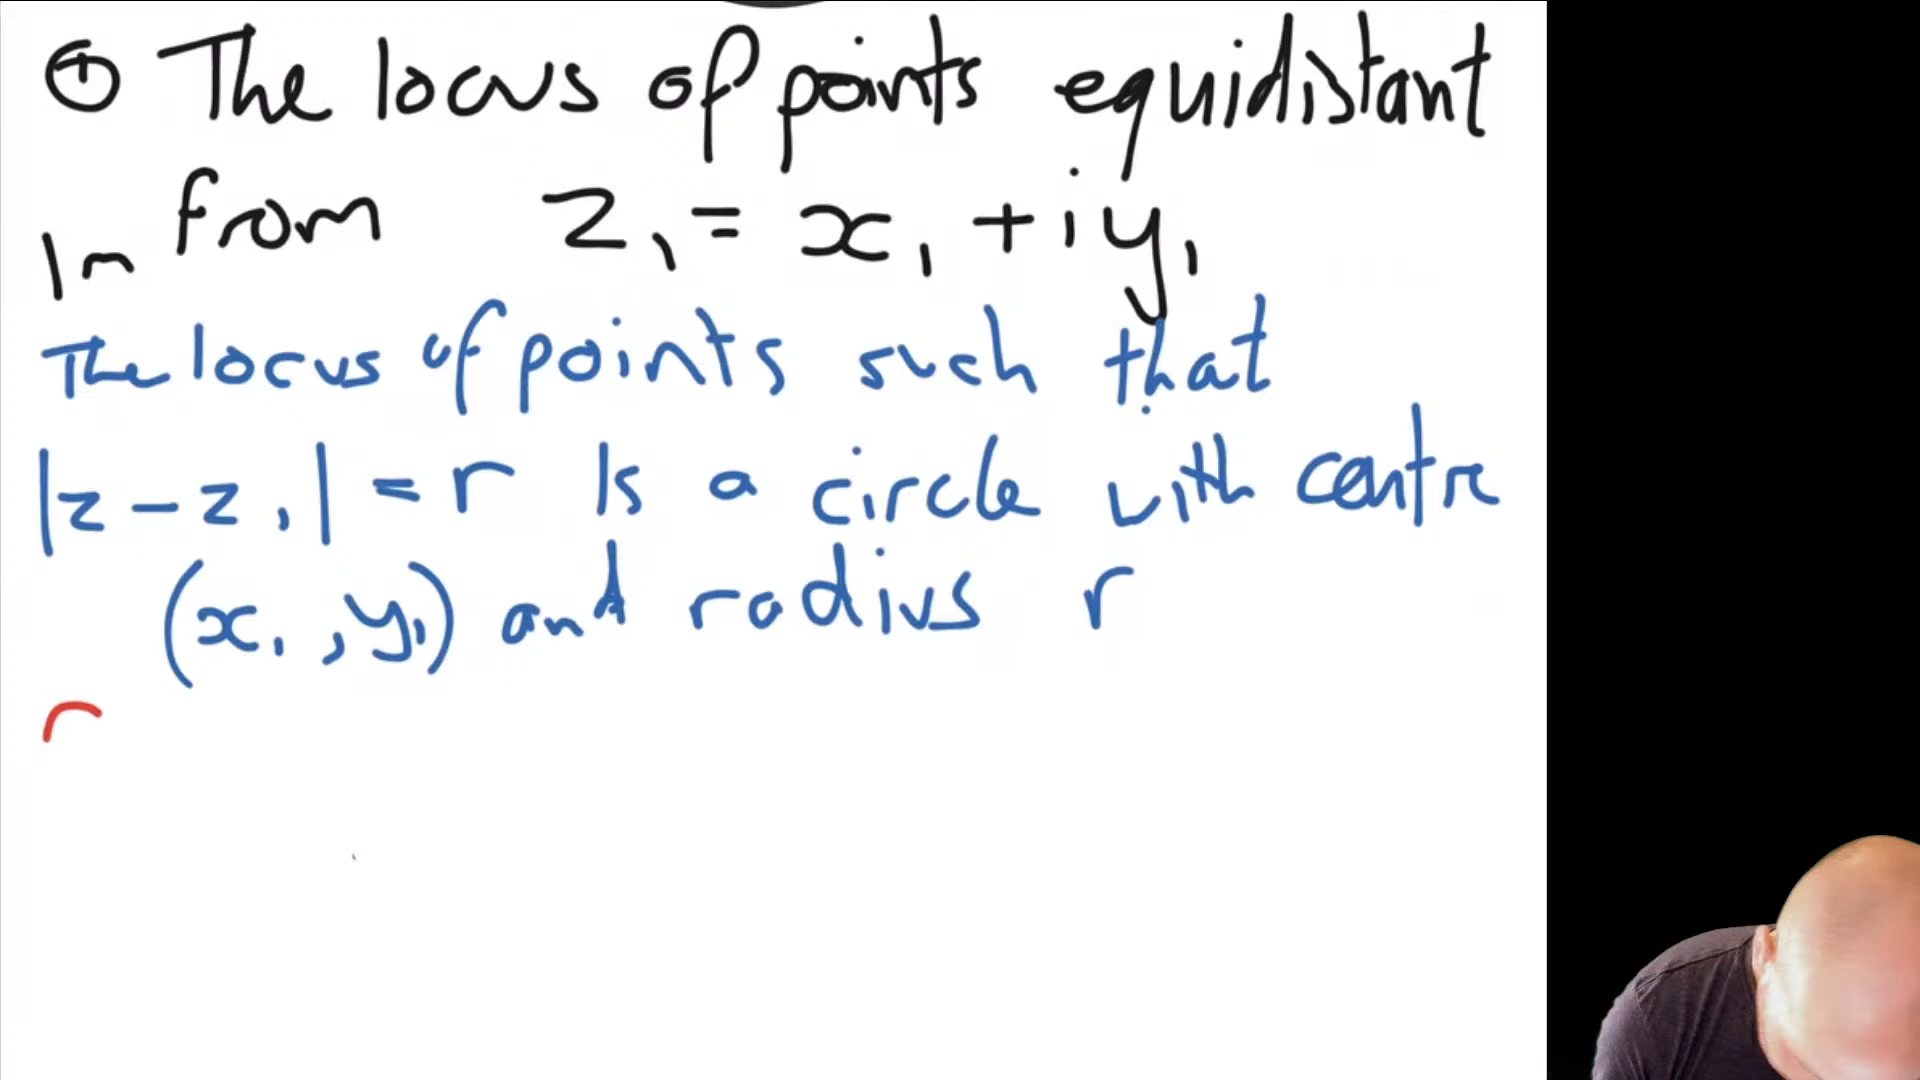 ① The locus of points equidistant
from z₁ = x₁ + iy₁
In
The locus of points such that
|z - z₁| = r is a circle with centre
(x₁, y₁) and radius r